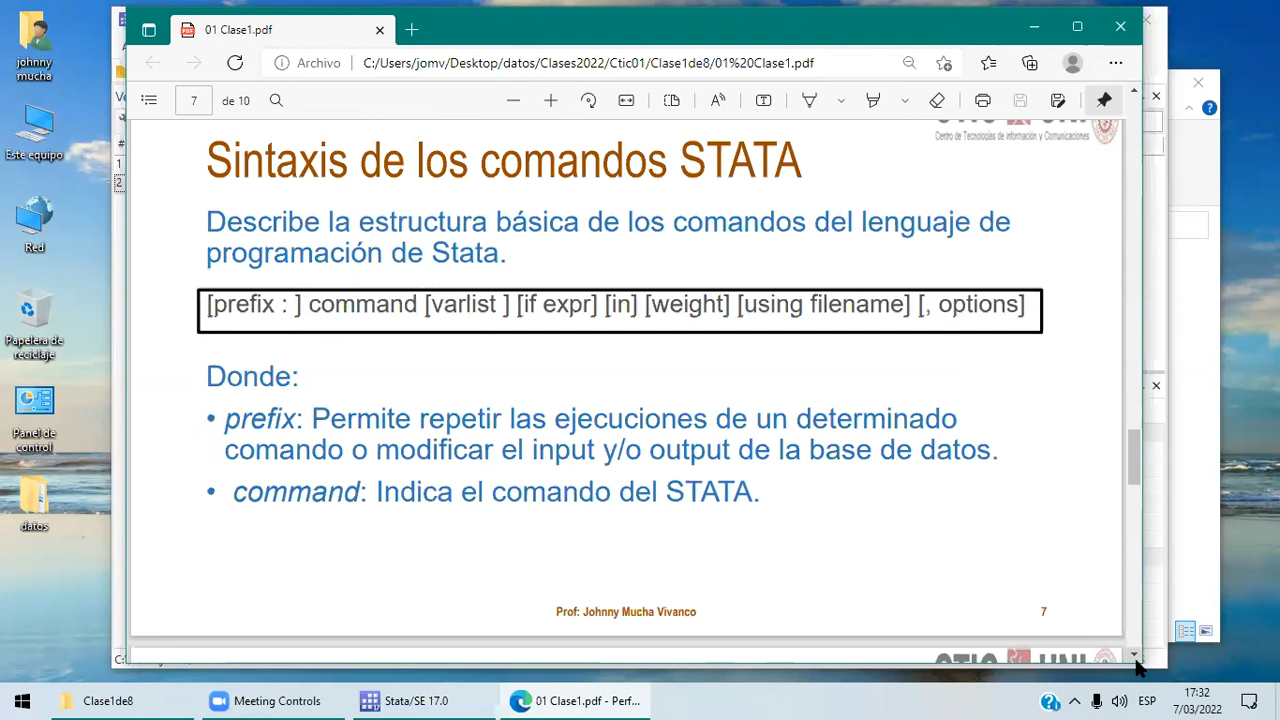 01 Clase1.pdf
Archivo
C:/Users/jomv/Desktop/datos/Clases2022/Ctic01/Clase1de8/01%20Clase1.pdf
7 de 10
Centro de Tecnologías de Información y Comunicaciones
Sintaxis de los comandos STATA
Describe la estructura básica de los comandos del lenguaje de
programación de Stata.
[prefix : ] command [varlist ] [if expr] [in] [weight] [using filename] [, options]
Donde:
• prefix: Permite repetir las ejecuciones de un determinado
comando o modificar el input y/o output de la base de datos.
• command: Indica el comando del STATA.
Prof: Johnny Mucha Vivanco
7
johnny
mucha
Este equipo
Red
Papelera de
reciclaje
Panel de
control
datos
#
1
2
Clase1de8
Meeting Controls
Stata/SE 17.0
01 Clase1.pdf - Perf...
ESP
17:32
7/03/2022